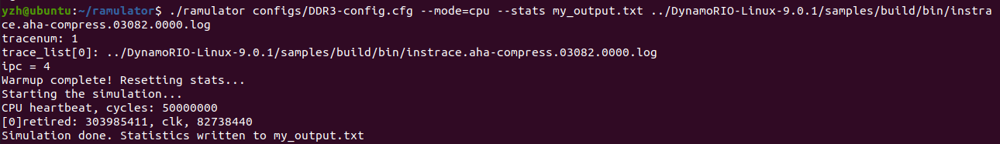 yzh@ubuntu:~/ramulator$ ./ramulator configs/DDR3-config.cfg --mode=cpu --stats my_output.txt ../DynamoRIO-Linux-9.0.1/samples/build/bin/instra
ce.aha-compress.03082.0000.log
tracenum: 1
trace_list[0]: ../DynamoRIO-Linux-9.0.1/samples/build/bin/instrace.aha-compress.03082.0000.log
ipc = 4
Warmup complete! Resetting stats...
Starting the simulation...
CPU heartbeat, cycles: 50000000
[0]retired: 303985411, clk, 82738440
Simulation done. Statistics written to my_output.txt